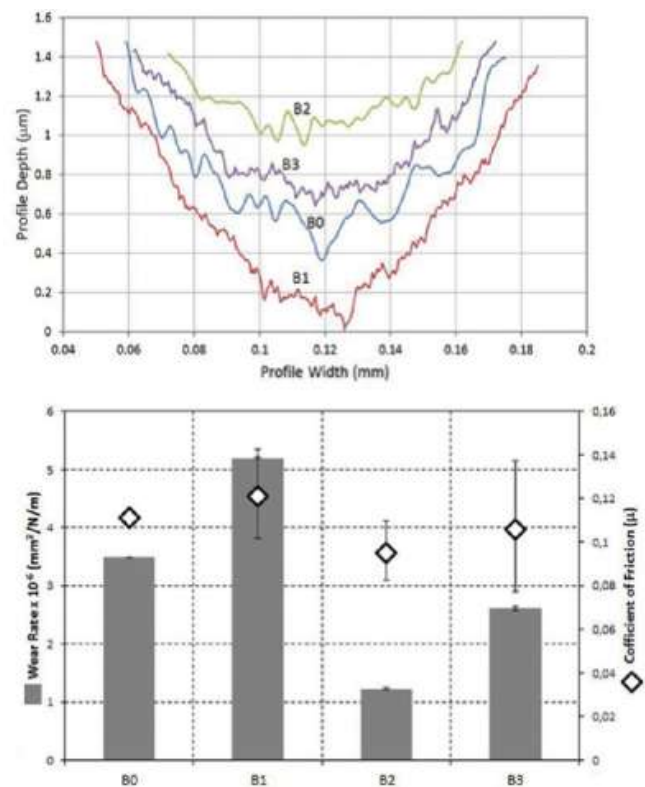 1.6
1.4
1.2
1
0.8
0.6
0.4
0.2
0
Profile Depth (µm)
B2
B3
B0
B1
0.04 0.06 0.08 0.1 0.12 0.14 0.16 0.18 0.2
Profile Width (mm)
6
5
4
3
2
1
0
Wear Rate x 10⁻⁶ (mm³/N/m)
0,16
0,14
0,12
0,1
0,08
0,06
0,04
0,02
0
Cofficient of Friction (µ)
B0 B1 B2 B3